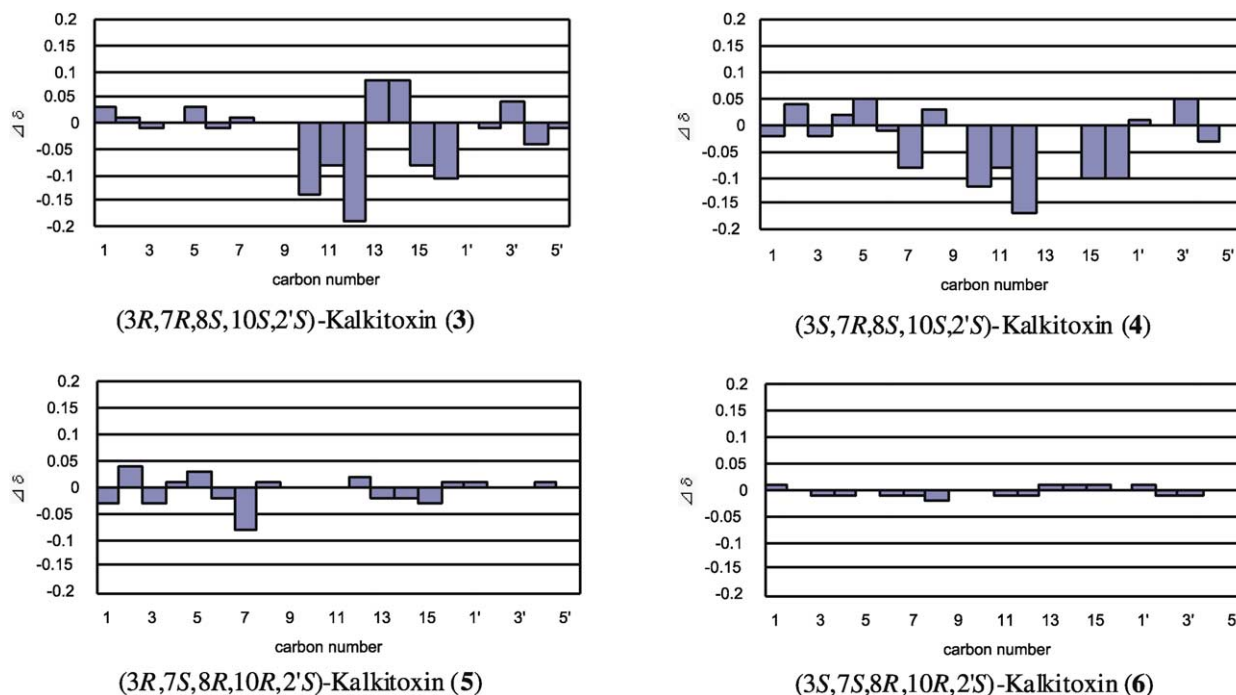 0.2
0.15
0.1
0.05
0
-0.05
-0.1
-0.15
-0.2
⊿ δ
1 3 5 7 9 11 13 15 1' 3' 5'
carbon number
(3R,7R,8S,10S,2'S)-Kalkitoxin (3)
0.2
0.15
0.1
0.05
0
-0.05
-0.1
-0.15
-0.2
⊿ δ
1 3 5 7 9 11 13 15 1' 3' 5'
carbon number
(3S,7R,8S,10S,2'S)-Kalkitoxin (4)
0.2
0.15
0.1
0.05
0
-0.05
-0.1
-0.15
-0.2
⊿ δ
1 3 5 7 9 11 13 15 1' 3' 5'
carbon number
(3R,7S,8R,10R,2'S)-Kalkitoxin (5)
0.2
0.15
0.1
0.05
0
-0.05
-0.1
-0.15
-0.2
⊿ δ
1 3 5 7 9 11 13 15 1' 3' 5
carbon number
(3S,7S,8R,10R,2'S)-Kalkitoxin (6)